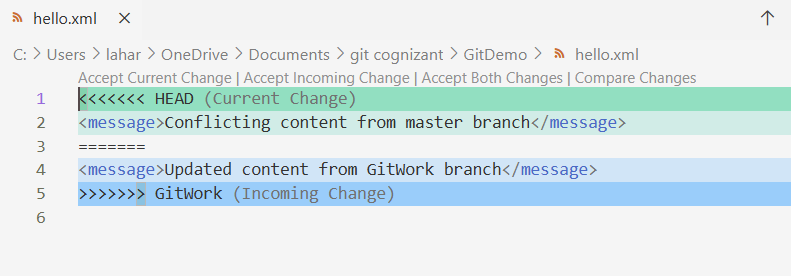 hello.xml
C: > Users > lahar > OneDrive > Documents > git cognizant > GitDemo > hello.xml
Accept Current Change | Accept Incoming Change | Accept Both Changes | Compare Changes
1 <<<<<<< HEAD (Current Change)
2 <message>Conflicting content from master branch</message>
3 =======
4 <message>Updated content from GitWork branch</message>
5 >>>>>>> GitWork (Incoming Change)
6